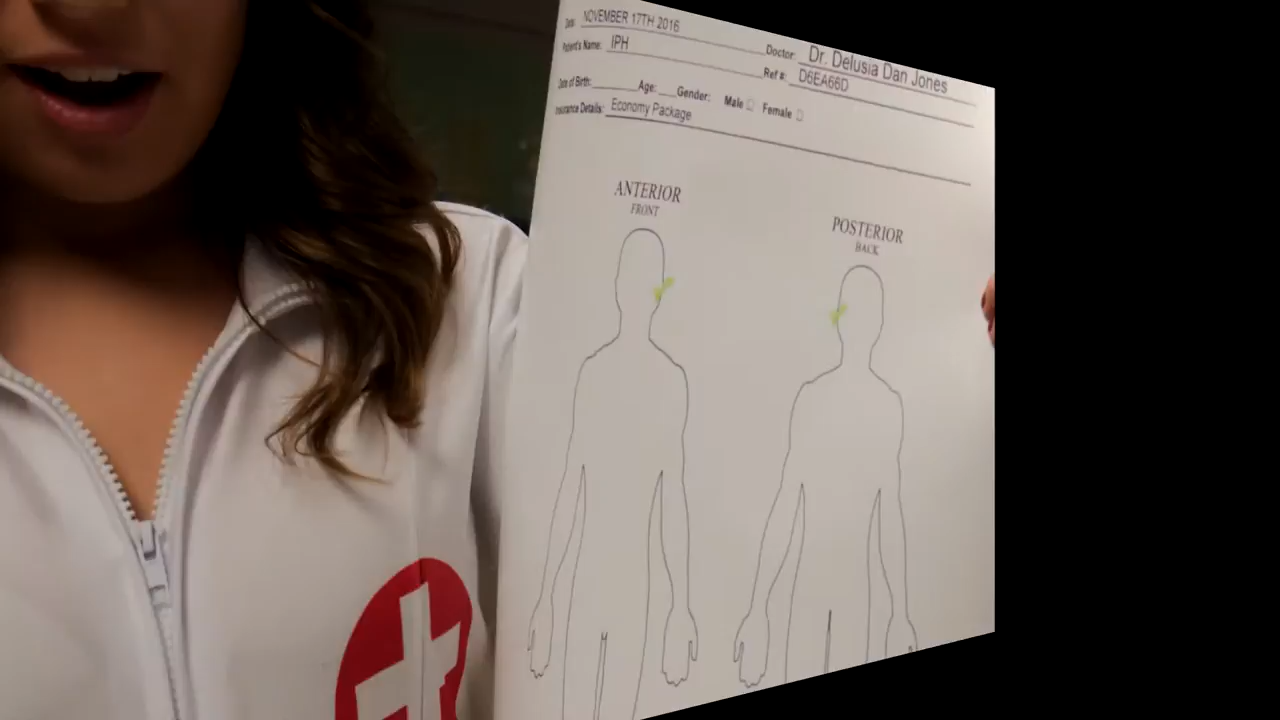 Date: NOVEMBER 17TH 2016
Patient's Name: IPH
Doctor: Dr. Delusia Dan Jones
Ref #: D6EA66D
Date of Birth: Age: Gender: Male Female
Insurance Details: Economy Package
ANTERIOR
FRONT
POSTERIOR
BACK